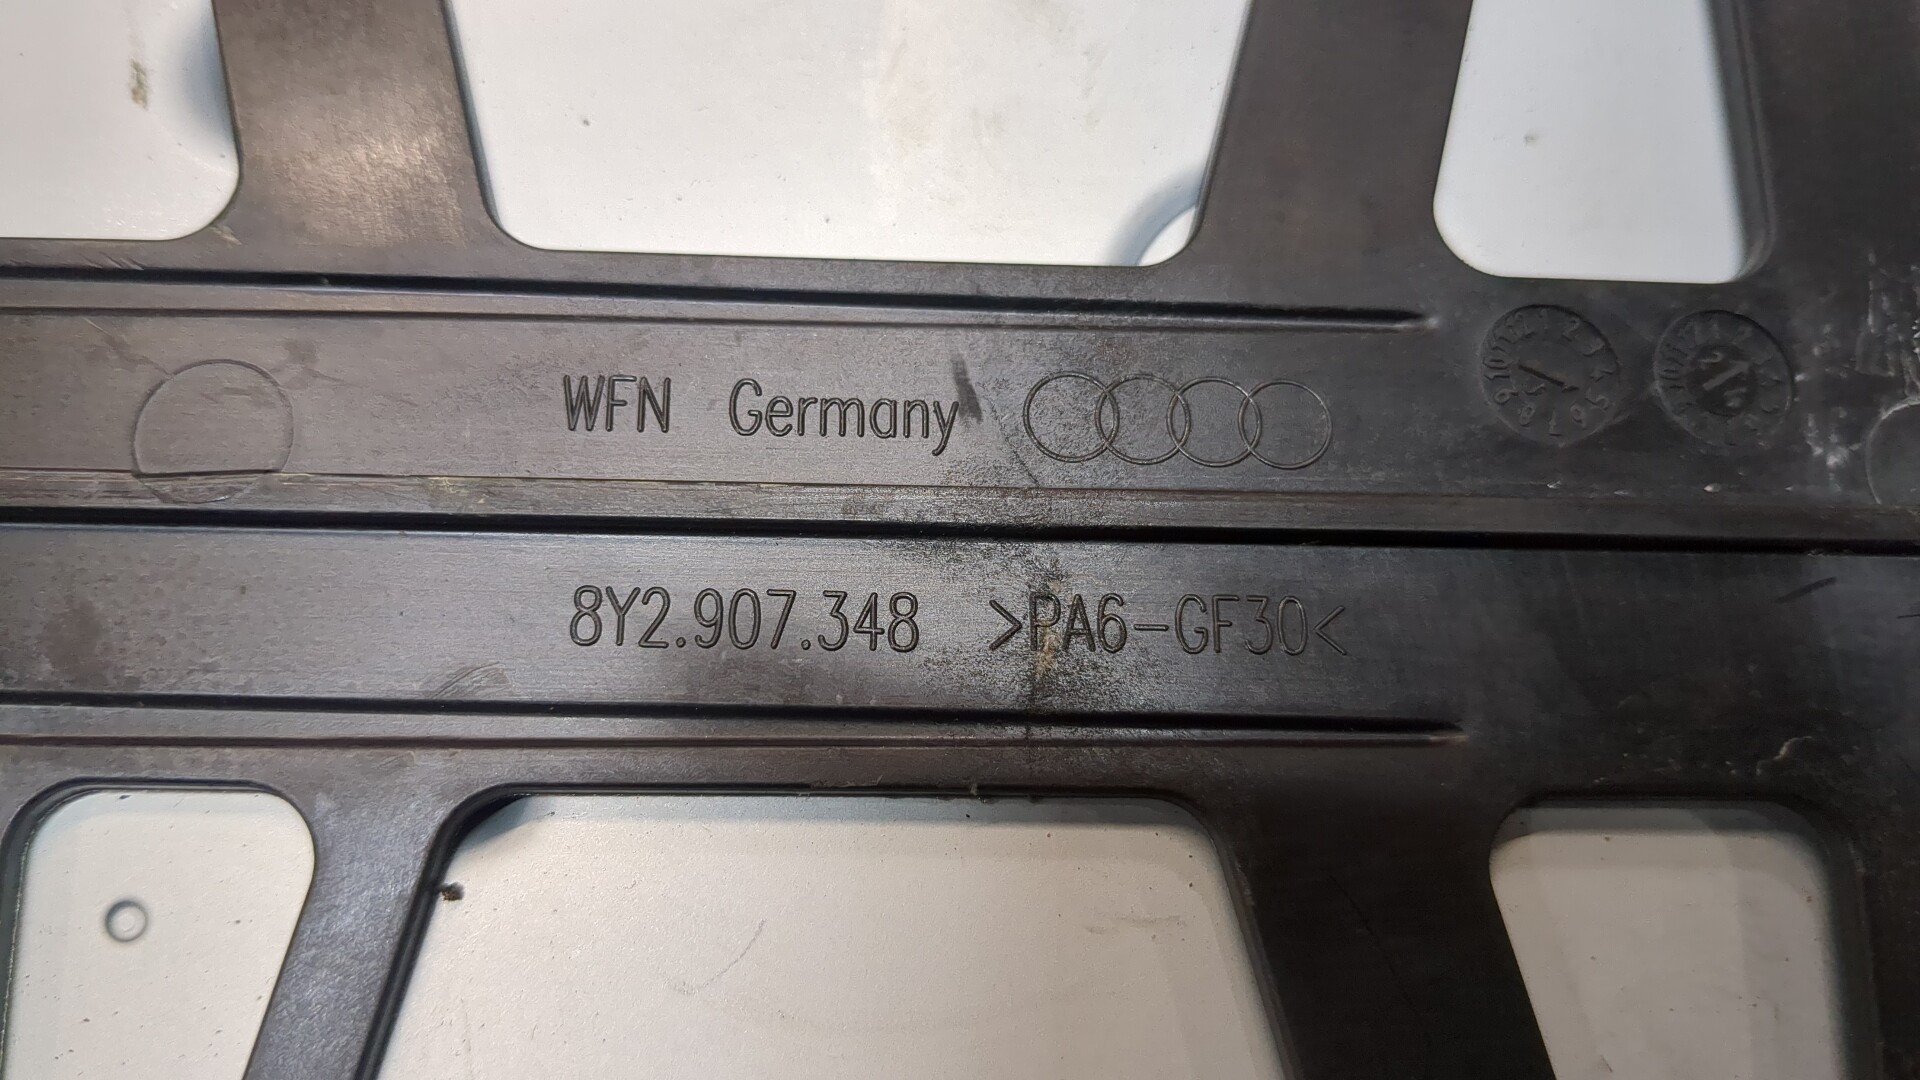 WFN Germany
8Y2.907.348 >PA6-GF30<